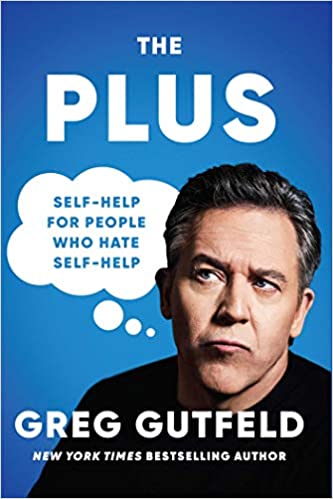 THE
PLUS
SELF-HELP
FOR PEOPLE
WHO HATE
SELF-HELP
GREG GUTFELD
NEW YORK TIMES BESTSELLING AUTHOR